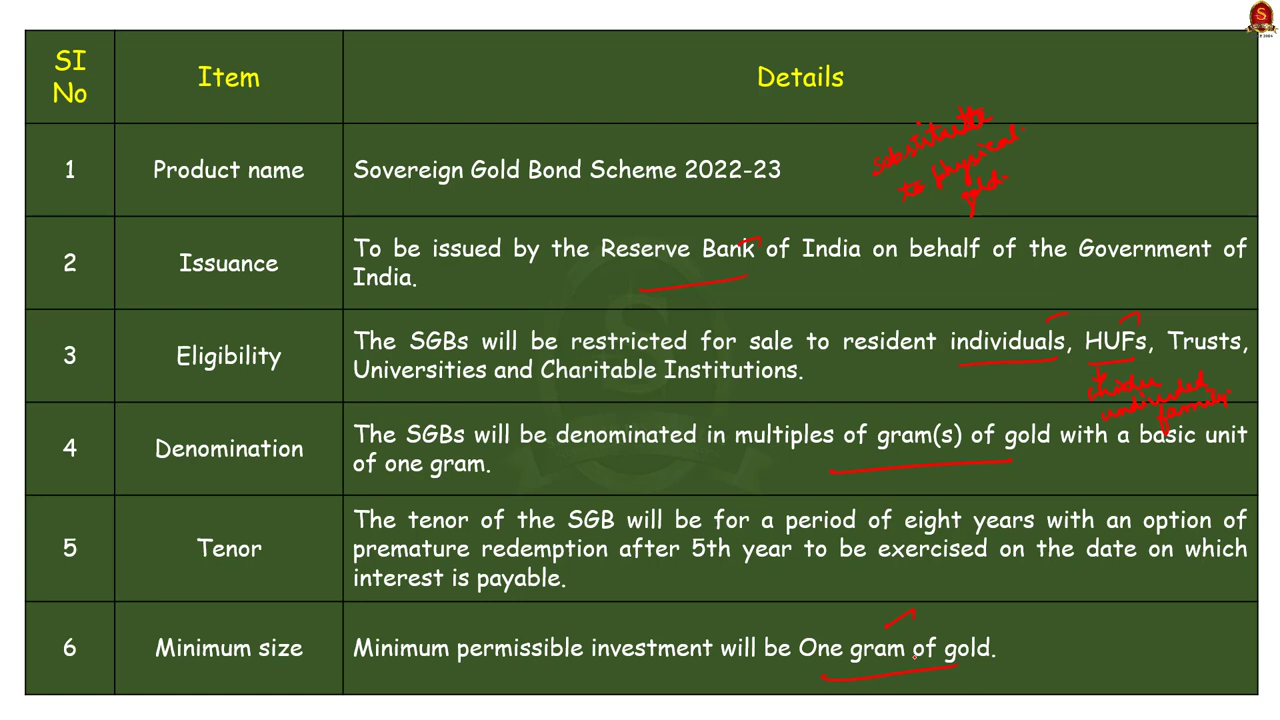 S
SI No
Item
Details
1
Product name
Sovereign Gold Bond Scheme 2022-23
substitute
to physical
gold.
2
Issuance
To be issued by the Reserve Bank of India on behalf of the Government of
India.
3
Eligibility
The SGBs will be restricted for sale to resident individuals, HUFs, Trusts,
Universities and Charitable Institutions.
undivided
family
4
Denomination
The SGBs will be denominated in multiples of gram(s) of gold with a basic unit
of one gram.
5
Tenor
The tenor of the SGB will be for a period of eight years with an option of
premature redemption after 5th year to be exercised on the date on which
interest is payable.
6
Minimum size
Minimum permissible investment will be One gram of gold.